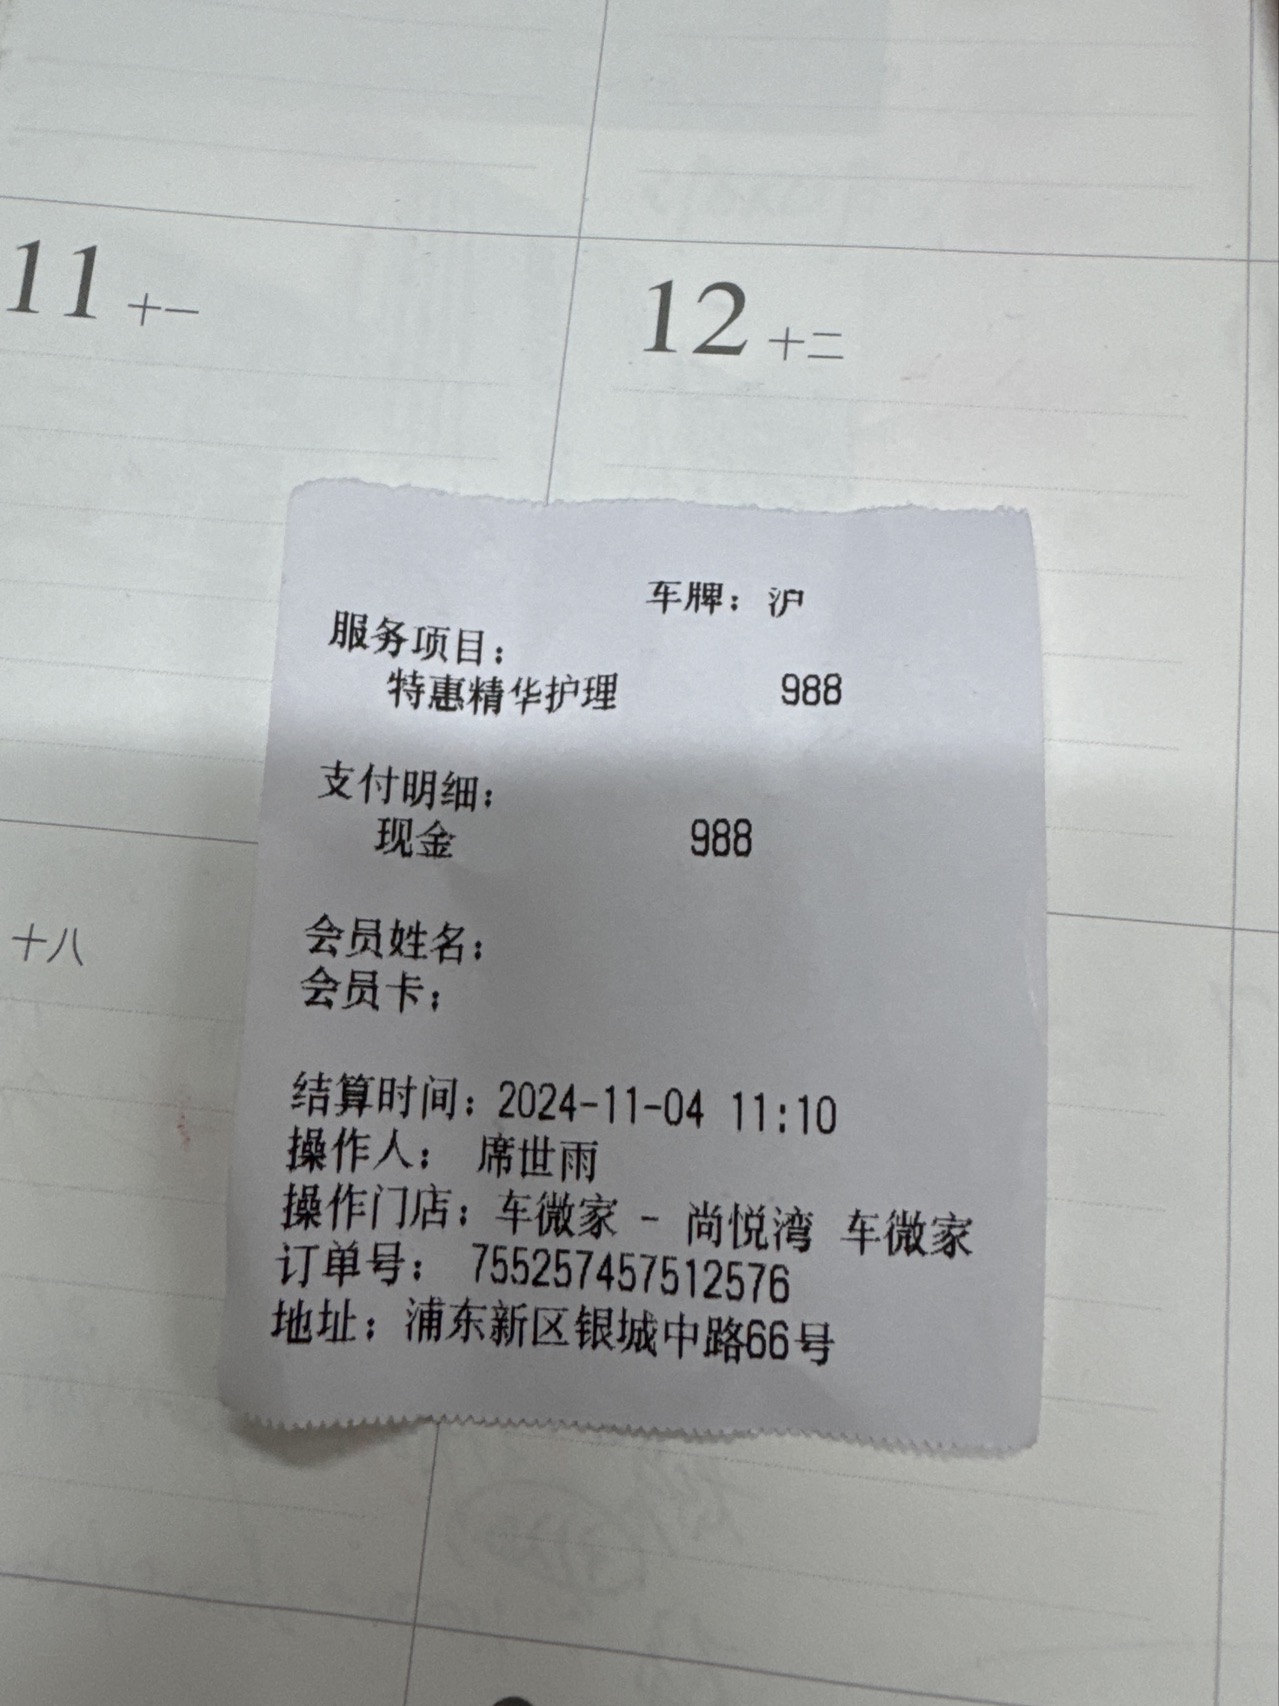 11 十一
12 十二
车牌：沪
服务项目：
特惠精华护理 988
支付明细：
现金 988
会员姓名：
会员卡：
十八
结算时间：2024-11-04 11:10
操作人： 席世雨
操作门店：车微家 - 尚悦湾 车微家
订单号： 755257457512576
地址：浦东新区银城中路66号